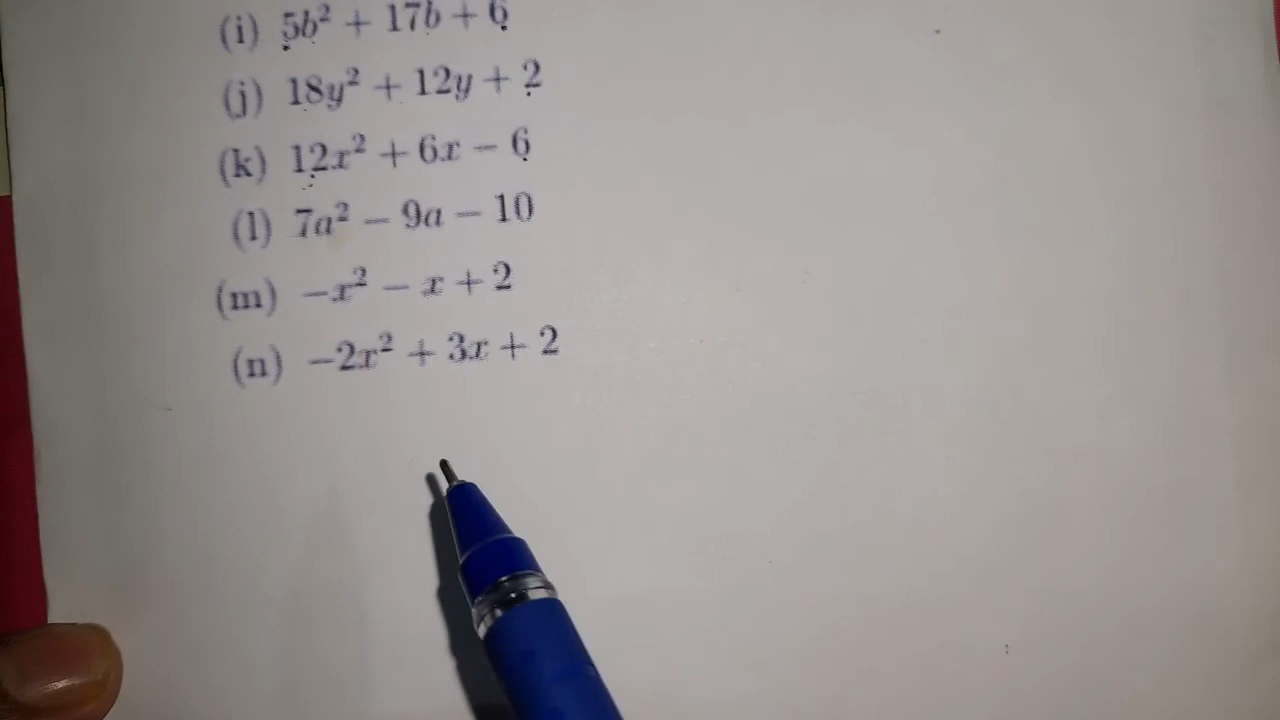 (i) 5b² + 17b + 6
(j) 18y² + 12y + 2
(k) 12x² + 6x − 6
(l) 7a² − 9a − 10
(m) −x² − x + 2
(n) −2x² + 3x + 2